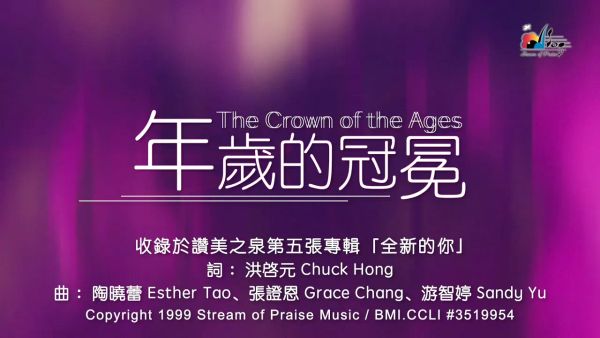 Stream of Praise
The Crown of the Ages
年歲的冠冕
收錄於讚美之泉第五張專輯「全新的你」
詞： 洪啓元 Chuck Hong
曲： 陶曉蕾 Esther Tao、張證恩 Grace Chang、游智婷 Sandy Yu
Copyright 1999 Stream of Praise Music / BMI.CCLI #3519954